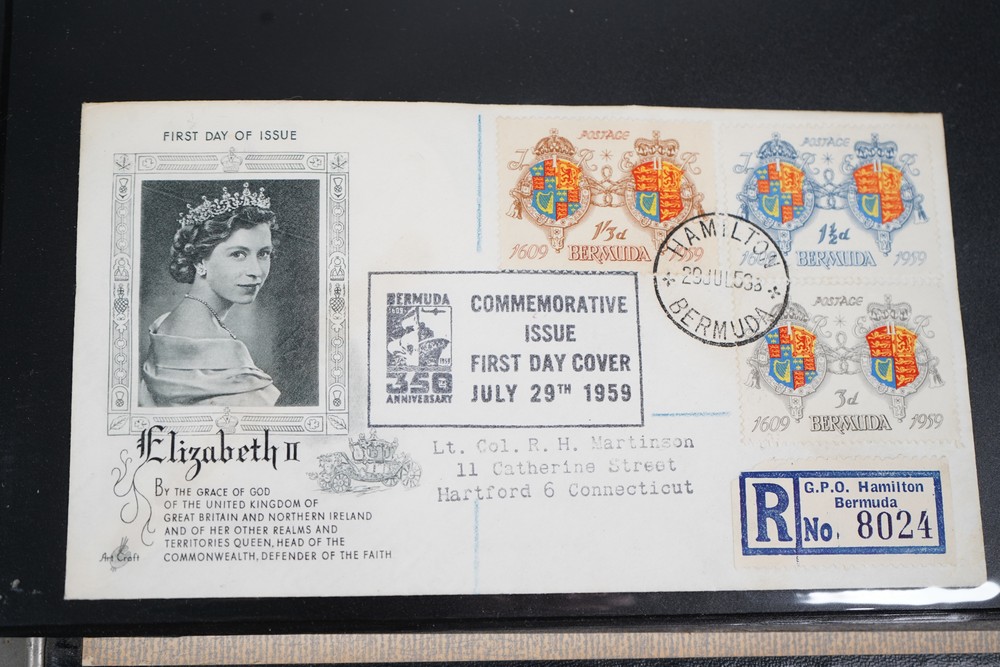 FIRST DAY OF ISSUE
Elizabeth II
BY THE GRACE OF GOD
OF THE UNITED KINGDOM OF
GREAT BRITAIN AND NORTHERN IRELAND
AND OF HER OTHER REALMS AND
TERRITORIES QUEEN, HEAD OF THE
COMMONWEALTH, DEFENDER OF THE FAITH
Art Craft
BERMUDA
1609
1959
350
ANNIVERSARY
COMMEMORATIVE
ISSUE
FIRST DAY COVER
JULY 29TH 1959
Lt. Col. R. H. Martinson
11 Catherine Street
Hartford 6 Connecticut
POSTAGE
J R E R
1/3d
1609 BERMUDA 1959
POSTAGE
J R E R
1½d
1609 BERMUDA 1959
POSTAGE
J R E R
3d
1609 BERMUDA 1959
HAMILTON
BERMUDA
R
G.P.O. Hamilton
Bermuda
No. 8024